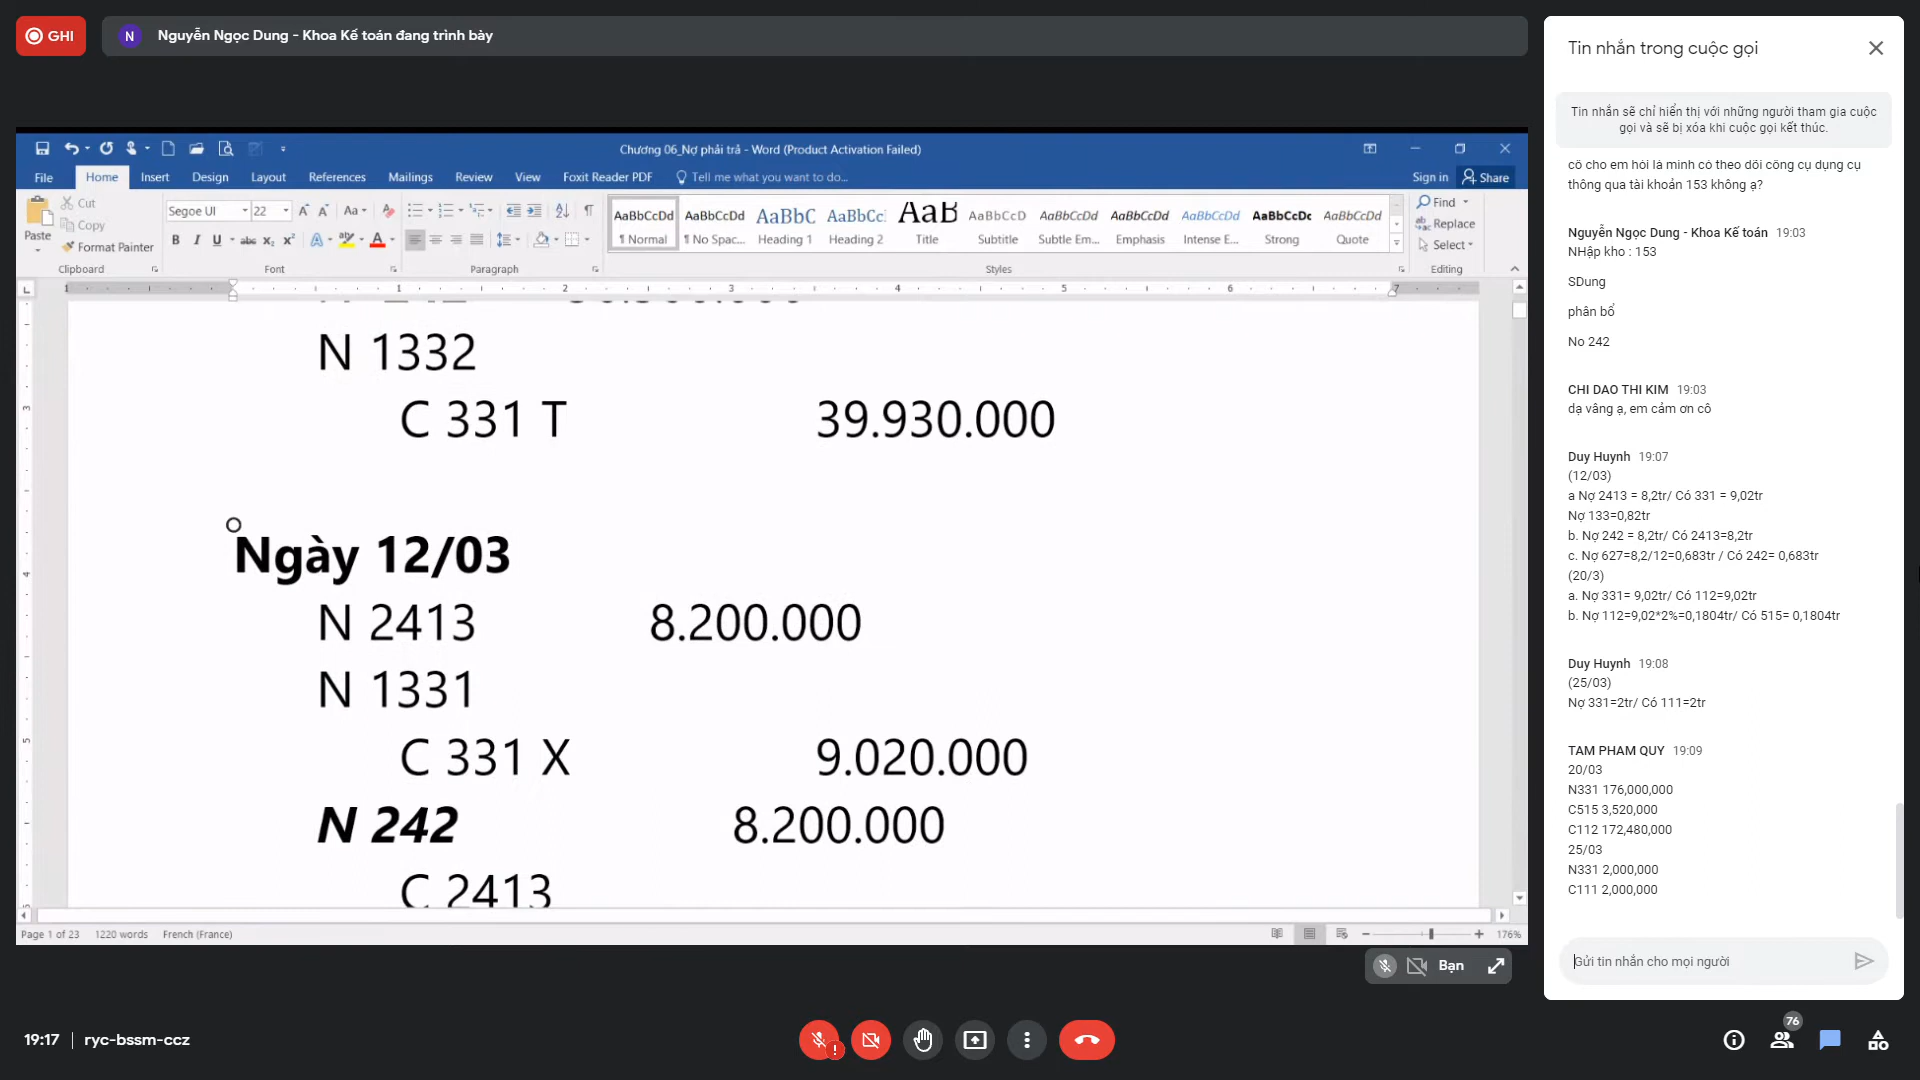 GHI
N
Nguyễn Ngọc Dung - Khoa Kế toán đang trình bày
Chương 06_Nợ phải trả - Word (Product Activation Failed)
File Home Insert Design Layout References Mailings Review View Foxit Reader PDF Tell me what you want to do... Sign in Share
Paste
Cut
Copy
Format Painter
Clipboard
Segoe UI 22
Font
Paragraph
AaBbCcDd AaBbCcDd AaBbC AaBbCc AaB AaBbCcD AaBbCcDd AaBbCcDd AaBbCcDd AaBbCcDc AaBbCcDd
¶ Normal ¶ No Spac... Heading 1 Heading 2 Title Subtitle Subtle Em... Emphasis Intense E... Strong Quote
Styles
Find
Replace
Select
Editing
1 1 2 3 4 5 6 7
N 1332
C 331 T 39.930.000
Ngày 12/03
N 2413 8.200.000
N 1331
C 331 X 9.020.000
N 242 8.200.000
C 2413
3
4
5
Page 1 of 23 1220 words French (France) 176%
Bạn
19:17 ryc-bssm-ccz
76
Tin nhắn trong cuộc gọi
Tin nhắn sẽ chỉ hiển thị với những người tham gia cuộc
gọi và sẽ bị xóa khi cuộc gọi kết thúc.
cô cho em hỏi là mình có theo dõi công cụ dụng cụ
thông qua tài khoản 153 không ạ?
Nguyễn Ngọc Dung - Khoa Kế toán 19:03
NHập kho : 153
SDung
phân bổ
No 242
CHI DAO THI KIM 19:03
dạ vâng ạ, em cảm ơn cô
Duy Huynh 19:07
(12/03)
a Nợ 2413 = 8,2tr/ Có 331 = 9,02tr
Nợ 133=0,82tr
b. Nợ 242 = 8,2tr/ Có 2413=8,2tr
c. Nợ 627=8,2/12=0,683tr / Có 242= 0,683tr
(20/3)
a. Nợ 331= 9,02tr/ Có 112=9,02tr
b. Nợ 112=9,02*2%=0,1804tr/ Có 515= 0,1804tr
Duy Huynh 19:08
(25/03)
Nợ 331=2tr/ Có 111=2tr
TAM PHAM QUY 19:09
20/03
N331 176,000,000
C515 3,520,000
C112 172,480,000
25/03
N331 2,000,000
C111 2,000,000
Gửi tin nhắn cho mọi người